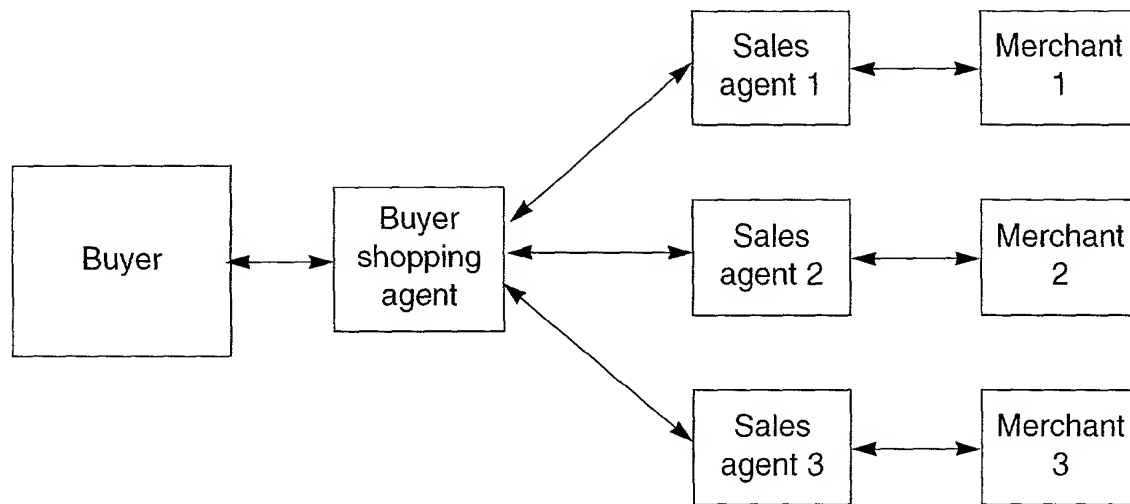 Buyer
Buyer
shopping
agent
Sales
agent 1
Merchant
1
Sales
agent 2
Merchant
2
Sales
agent 3
Merchant
3